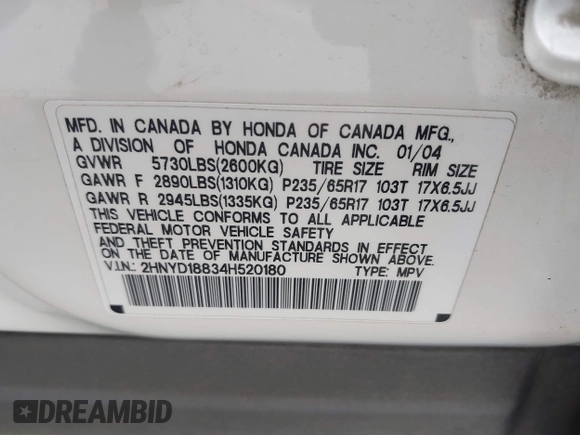 MFD. IN CANADA BY HONDA OF CANADA MFG.,
A DIVISION OF HONDA CANADA INC. 01/04
GVWR 5730LBS(2600KG) TIRE SIZE RIM SIZE
GAWR F 2890LBS(1310KG) P235/65R17 103T 17X6.5JJ
GAWR R 2945LBS(1335KG) P235/65R17 103T 17X6.5JJ
THIS VEHICLE CONFORMS TO ALL APPLICABLE
FEDERAL MOTOR VEHICLE SAFETY
AND THEFT PREVENTION STANDARDS IN EFFECT
ON THE DATE OF MANUFACTURE SHOWN ABOVE.
V.I.N.: 2HNYD18834H520180 TYPE: MPV
DREAMBID